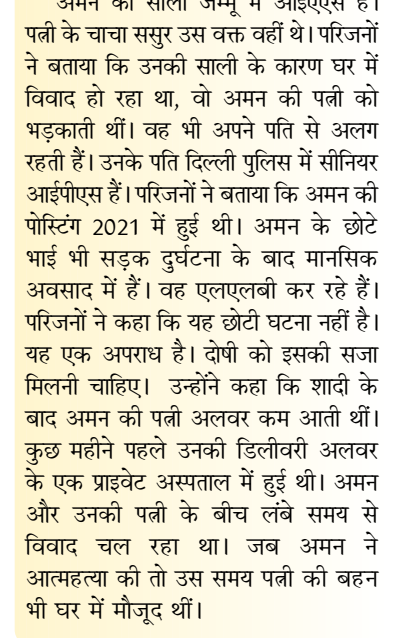 अमन की साली जम्मू में आईएएस हैं।
पत्नी के चाचा ससुर उस वक्त वहीं थे। परिजनों
ने बताया कि उनकी साली के कारण घर में
विवाद हो रहा था, वो अमन की पत्नी को
भड़काती थीं। वह भी अपने पति से अलग
रहती हैं। उनके पति दिल्ली पुलिस में सीनियर
आईपीएस हैं। परिजनों ने बताया कि अमन की
पोस्टिंग 2021 में हुई थी। अमन के छोटे
भाई भी सड़क दुर्घटना के बाद मानसिक
अवसाद में हैं। वह एलएलबी कर रहे हैं।
परिजनों ने कहा कि यह छोटी घटना नहीं है।
यह एक अपराध है। दोषी को इसकी सजा
मिलनी चाहिए। उन्होंने कहा कि शादी के
बाद अमन की पत्नी अलवर कम आती थीं।
कुछ महीने पहले उनकी डिलीवरी अलवर
के एक प्राइवेट अस्पताल में हुई थी। अमन
और उनकी पत्नी के बीच लंबे समय से
विवाद चल रहा था। जब अमन ने
आत्महत्या की तो उस समय पत्नी की बहन
भी घर में मौजूद थीं।